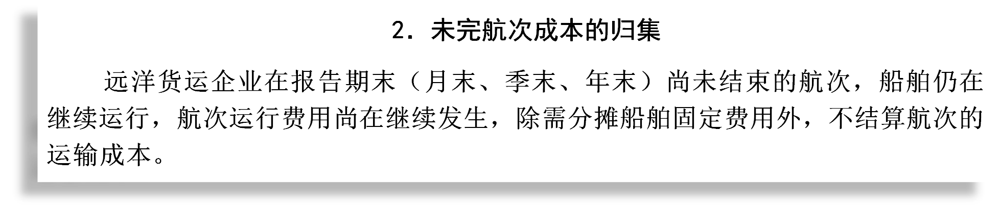 2. 未完航次成本的归集
远洋货运企业在报告期末（月末、季末、年末）尚未结束的航次，船舶仍在
继续运行，航次运行费用尚在继续发生，除需分摊船舶固定费用外，不结算航次的
运输成本。